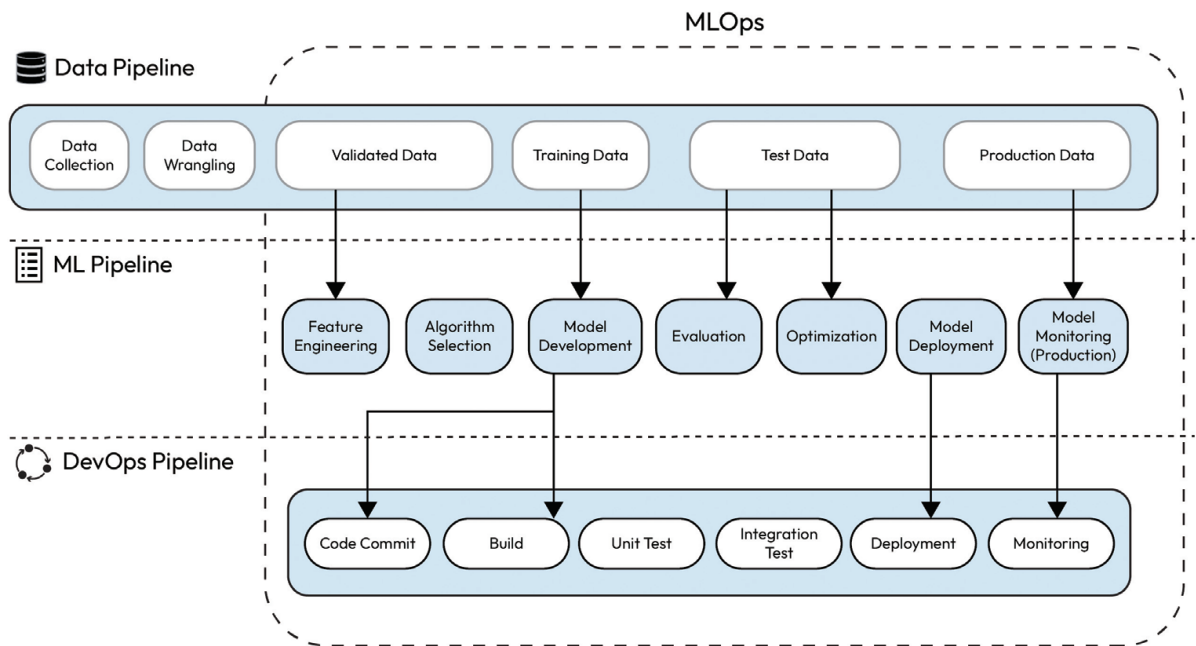 MLOps
Data Pipeline
Data
Collection
Data
Wrangling
Validated Data
Training Data
Test Data
Production Data
ML Pipeline
Feature
Engineering
Algorithm
Selection
Model
Development
Evaluation
Optimization
Model
Deployment
Model
Monitoring
(Production)
DevOps Pipeline
Code Commit
Build
Unit Test
Integration
Test
Deployment
Monitoring